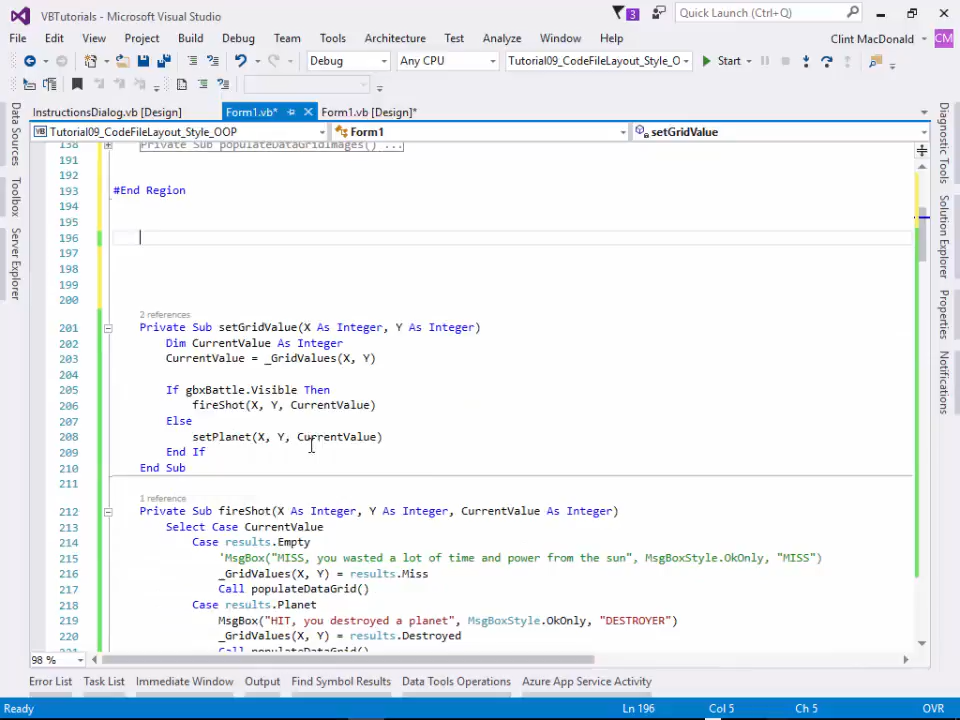 VBTutorials - Microsoft Visual Studio
3
Quick Launch (Ctrl+Q)
File Edit View Project Build Debug Team Tools Architecture Test Analyze Window Help
Clint MacDonald CM
Debug Any CPU Tutorial09_CodeFileLayout_Style_O Start
InstructionsDialog.vb [Design] Form1.vb* Form1.vb [Design]*
Tutorial09_CodeFileLayout_Style_OOP Form1 setGridValue
Data Sources
Toolbox
Server Explorer
Diagnostic Tools
Solution Explorer
Properties
Notifications
138 Private Sub populateDataGridImages() ...
191
192
193 #End Region
194
195
196
197
198
199
200
2 references
201 Private Sub setGridValue(X As Integer, Y As Integer)
202 Dim CurrentValue As Integer
203 CurrentValue = _GridValues(X, Y)
204
205 If gbxBattle.Visible Then
206 fireShot(X, Y, CurrentValue)
207 Else
208 setPlanet(X, Y, CurrentValue)
209 End If
210 End Sub
211
1 reference
212 Private Sub fireShot(X As Integer, Y As Integer, CurrentValue As Integer)
213 Select Case CurrentValue
214 Case results.Empty
215 'MsgBox("MISS, you wasted a lot of time and power from the sun", MsgBoxStyle.OkOnly, "MISS")
216 _GridValues(X, Y) = results.Miss
217 Call populateDataGrid()
218 Case results.Planet
219 MsgBox("HIT, you destroyed a planet", MsgBoxStyle.OkOnly, "DESTROYER")
220 _GridValues(X, Y) = results.Destroyed
Call populateDataGrid()
98 %
Error List Task List Immediate Window Output Find Symbol Results Data Tools Operations Azure App Service Activity
Ready Ln 196 Col 5 Ch 5 OVR